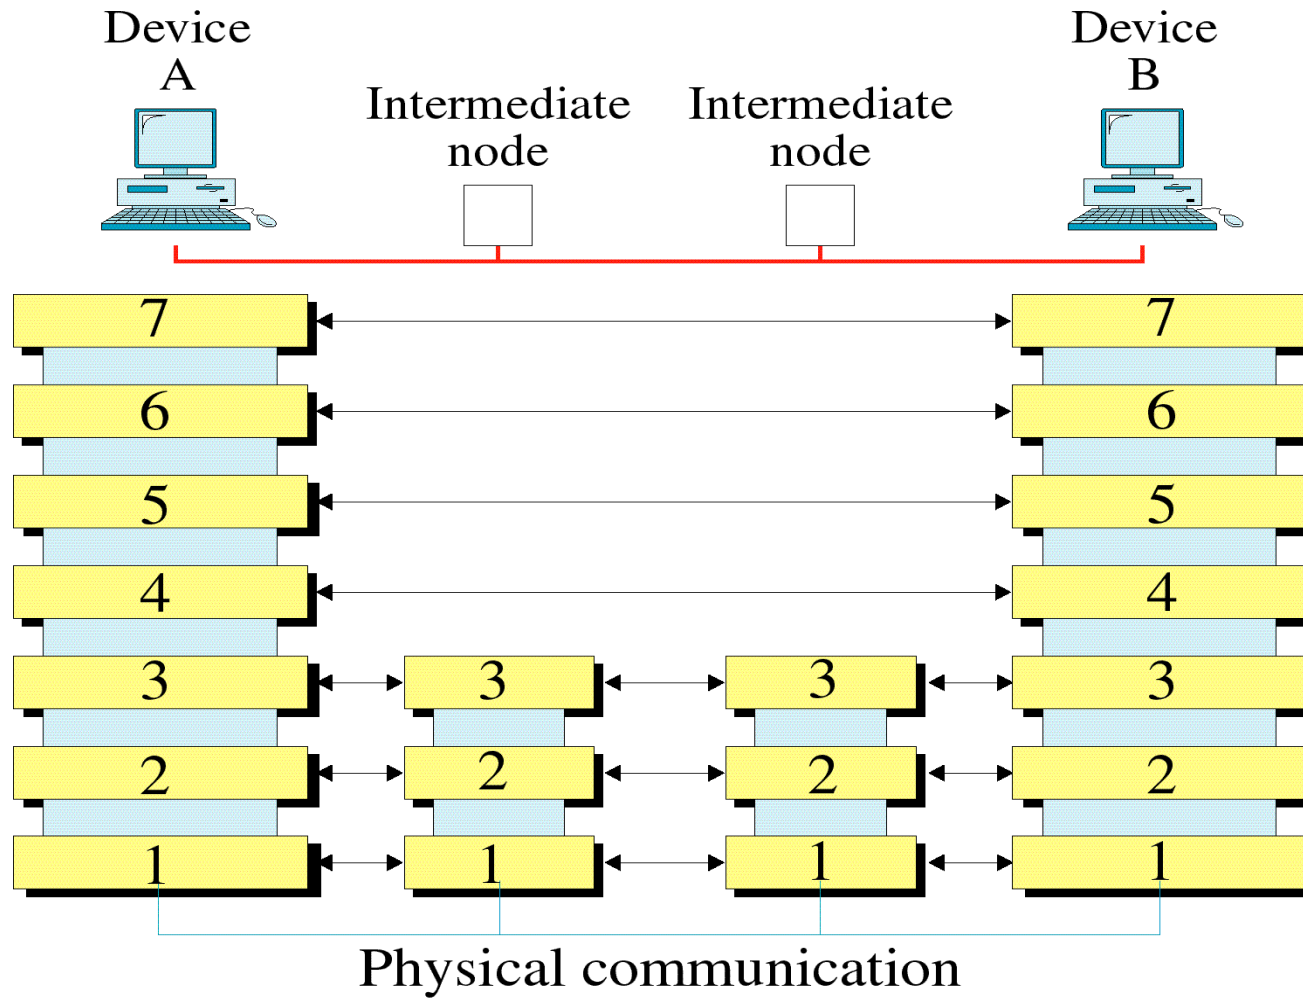 Device
A
Device
B
Intermediate
node
Intermediate
node
7
7
6
6
5
5
4
4
3
3
3
3
2
2
2
2
1
1
1
1
Physical communication